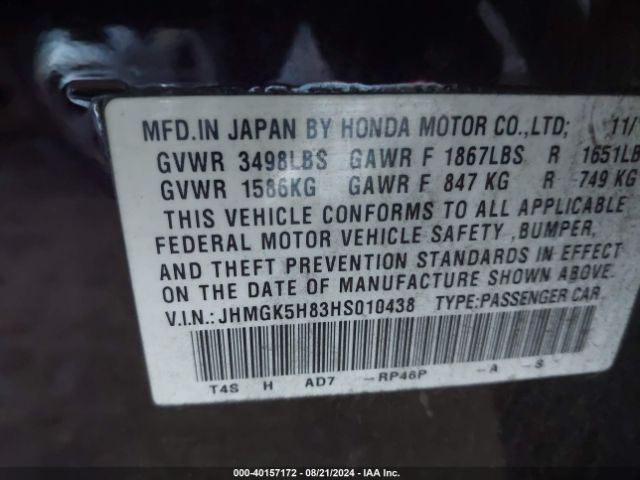 MFD.IN JAPAN BY HONDA MOTOR CO.,LTD; 11/
GVWR 3498LBS GAWR F 1867LBS R 1651LB
GVWR 1586KG GAWR F 847 KG R 749 KG
THIS VEHICLE CONFORMS TO ALL APPLICABLE
FEDERAL MOTOR VEHICLE SAFETY ,BUMPER,
AND THEFT PREVENTION STANDARDS IN EFFECT
ON THE DATE OF MANUFACTURE SHOWN ABOVE.
V.I.N.: JHMGK5H83HS010438 TYPE:PASSENGER CAR
T4S H AD7 -RP46P -A -S
000-40157172 - 08/21/2024 - IAA Inc.